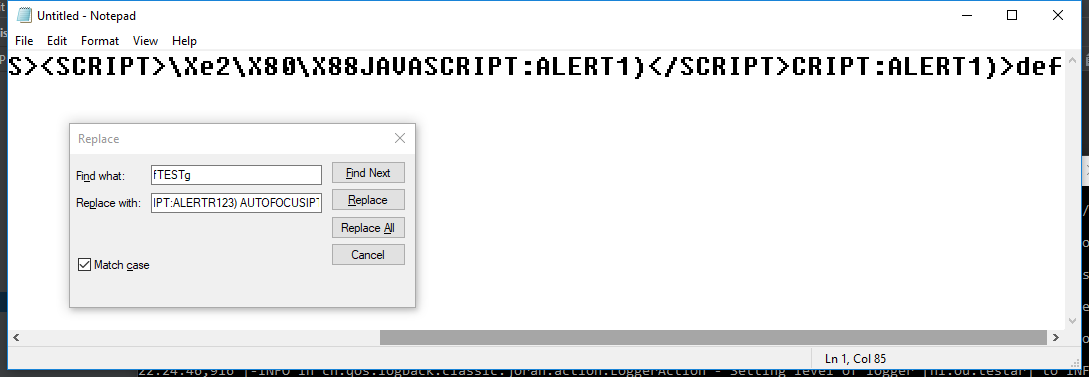 Untitled - Notepad
File Edit Format View Help
S><SCRIPT>\Xe2\X80\X88JAVASCRIPT:ALERT1)</SCRIPT>CRIPT:ALERT1)>def
Replace
Find what: fTESTg Find Next
Replace with: IPT:ALERTR123) AUTOFOCUSIPT Replace
Replace All
Cancel
Match case
Ln 1, Col 85
22:24:46,916 |-INFO in ch.qos.logback.classic.joran.action.LoggerAction - Setting level of logger [nl.ou.testar] to INF